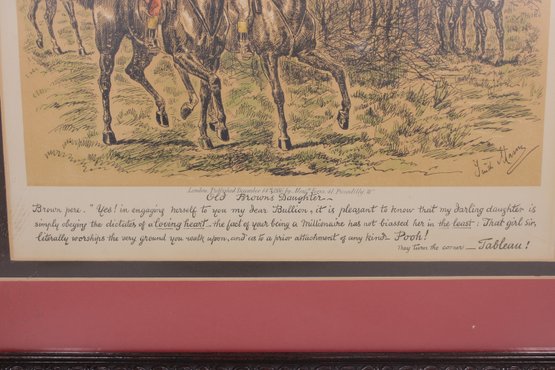 London Published December 14th 1881 by Messrs Fores, 41 Piccadilly W.
Old Brown's Daughter—
Brown pere. "Yes! in engaging herself to you my dear Bullion, it is pleasant to know that my darling daughter is
simply obeying the dictates of a loving heart— the fact of your being a Millionaire has not biassed her in the least: That girl sir,
literally worships the very ground you walk upon, and as to a prior attachment of any kind— Pooh!
They turn the corner— Tableau!